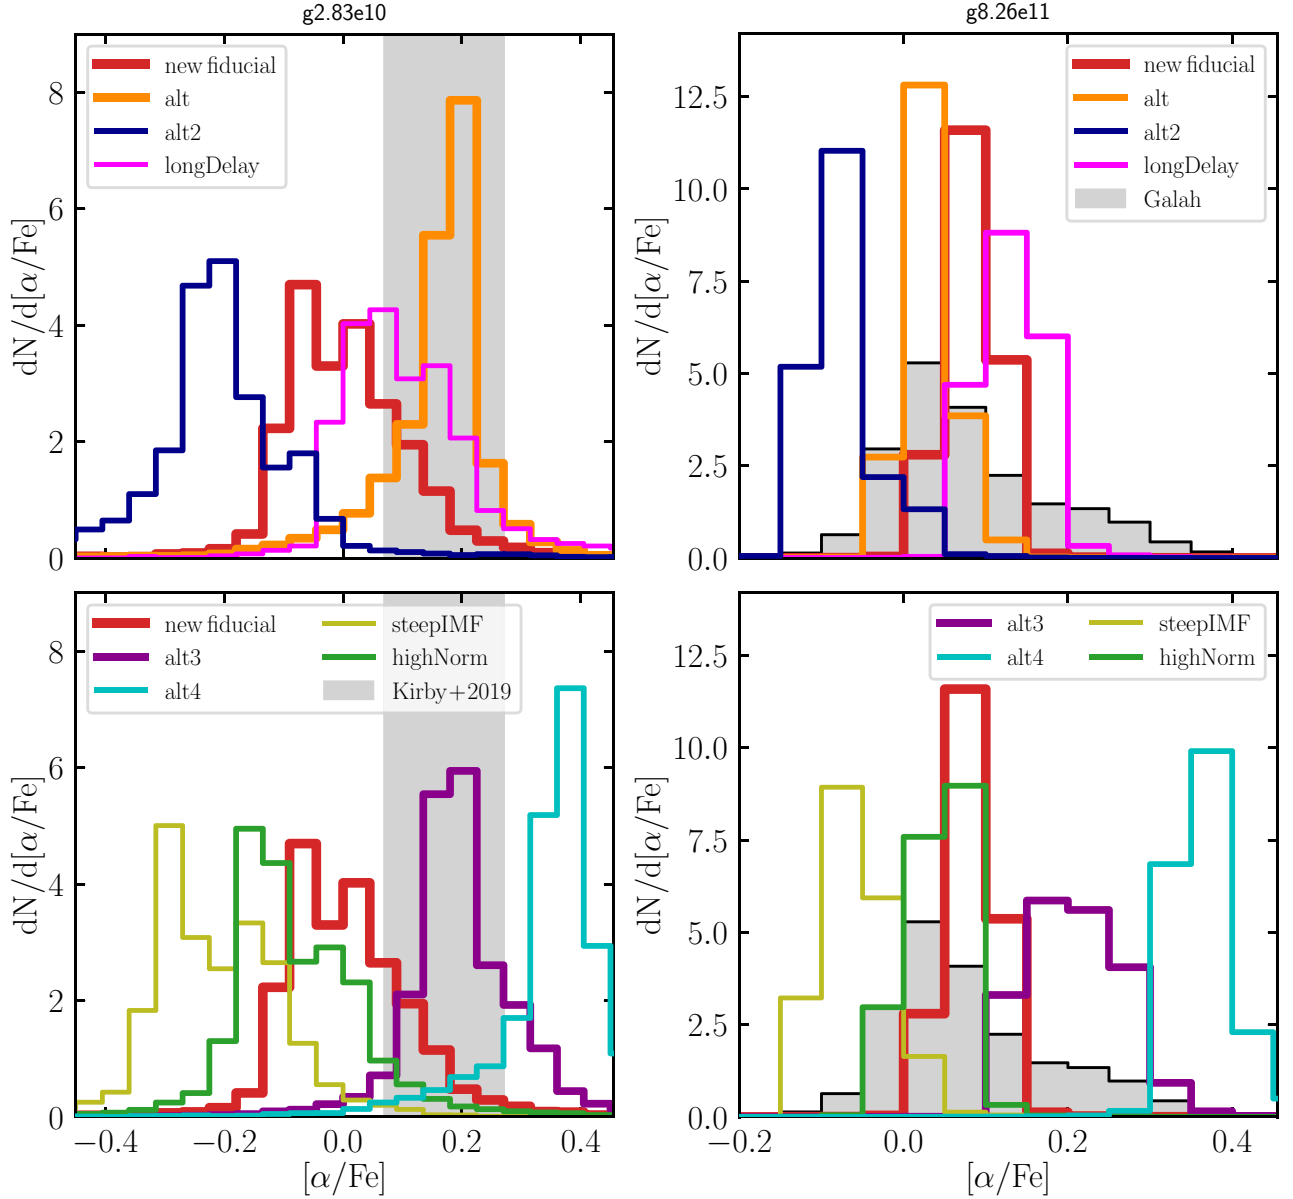 g2.83e10
g8.26e11
new fiducial
alt
alt2
longDelay
8
6
4
2
0
dN/d[α/Fe]
new fiducial
alt
alt2
longDelay
Galah
12.5
10.0
7.5
5.0
2.5
0.0
dN/d[α/Fe]
new fiducial
alt3
alt4
steepIMF
highNorm
Kirby+2019
8
6
4
2
0
dN/d[α/Fe]
−0.4 −0.2 0.0 0.2 0.4
[α/Fe]
alt3
alt4
steepIMF
highNorm
12.5
10.0
7.5
5.0
2.5
0.0
dN/d[α/Fe]
−0.2 0.0 0.2 0.4
[α/Fe]